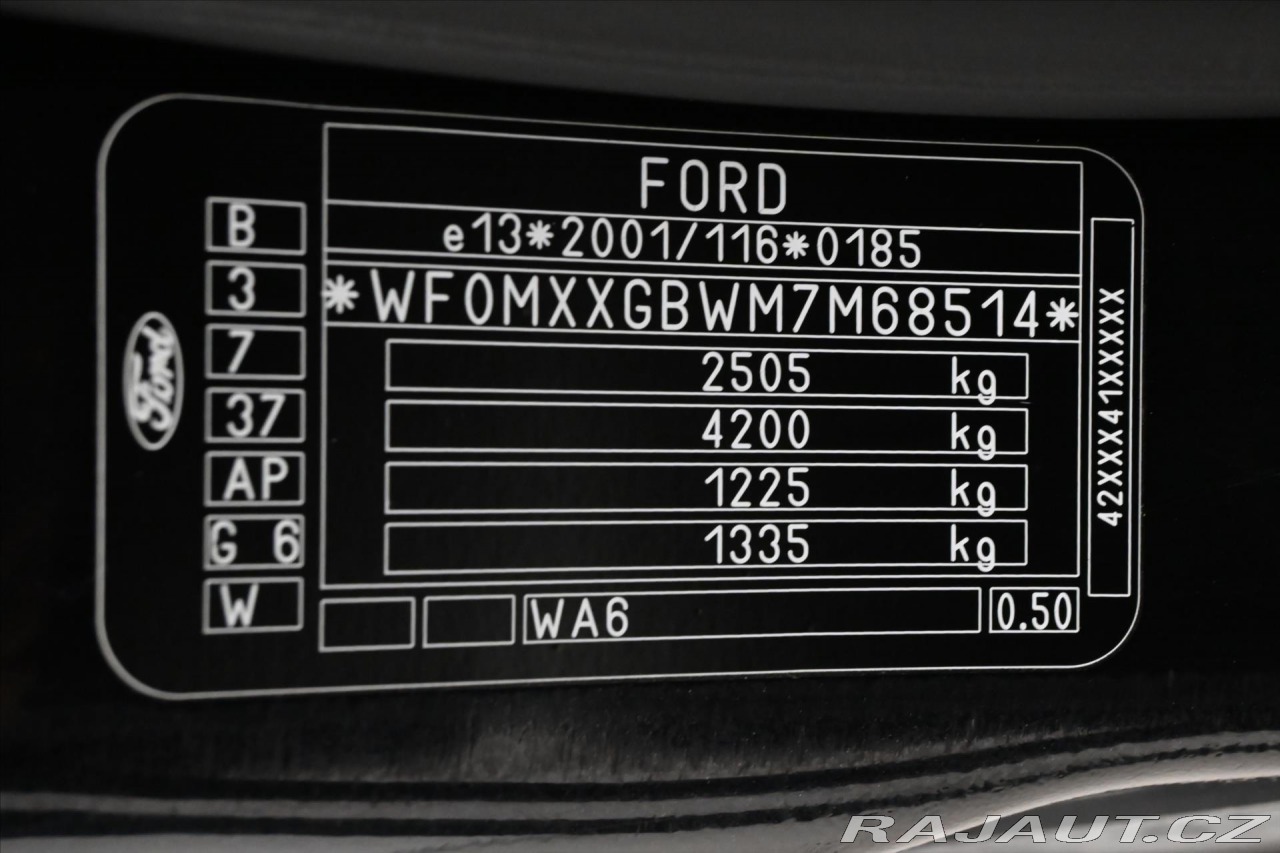 FORD
e13*2001/116*0185
*WF0MXXGBWM7M68514*
2505 kg
4200 kg
1225 kg
1335 kg
WA6 0.50
B
3
7
37
AP
G 6
W
Ford
42XXX41XXXXX
RAJAUT.CZ